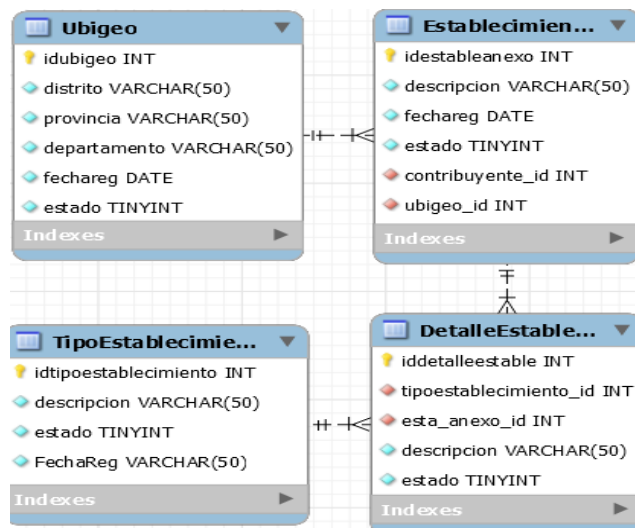 Ubigeo
idubigeo INT
distrito VARCHAR(50)
provincia VARCHAR(50)
departamento VARCHAR(50)
fechareg DATE
estado TINYINT
Indexes
Establecimien...
idestableanexo INT
descripcion VARCHAR(50)
fechareg DATE
estado TINYINT
contribuyente_id INT
ubigeo_id INT
Indexes
TipoEstablecimie...
idtipoestablecimiento INT
descripcion VARCHAR(50)
estado TINYINT
FechaReg VARCHAR(50)
Indexes
DetalleEstable...
iddetalleestable INT
tipoestablecimiento_id INT
esta_anexo_id INT
descripcion VARCHAR(50)
estado TINYINT
Indexes